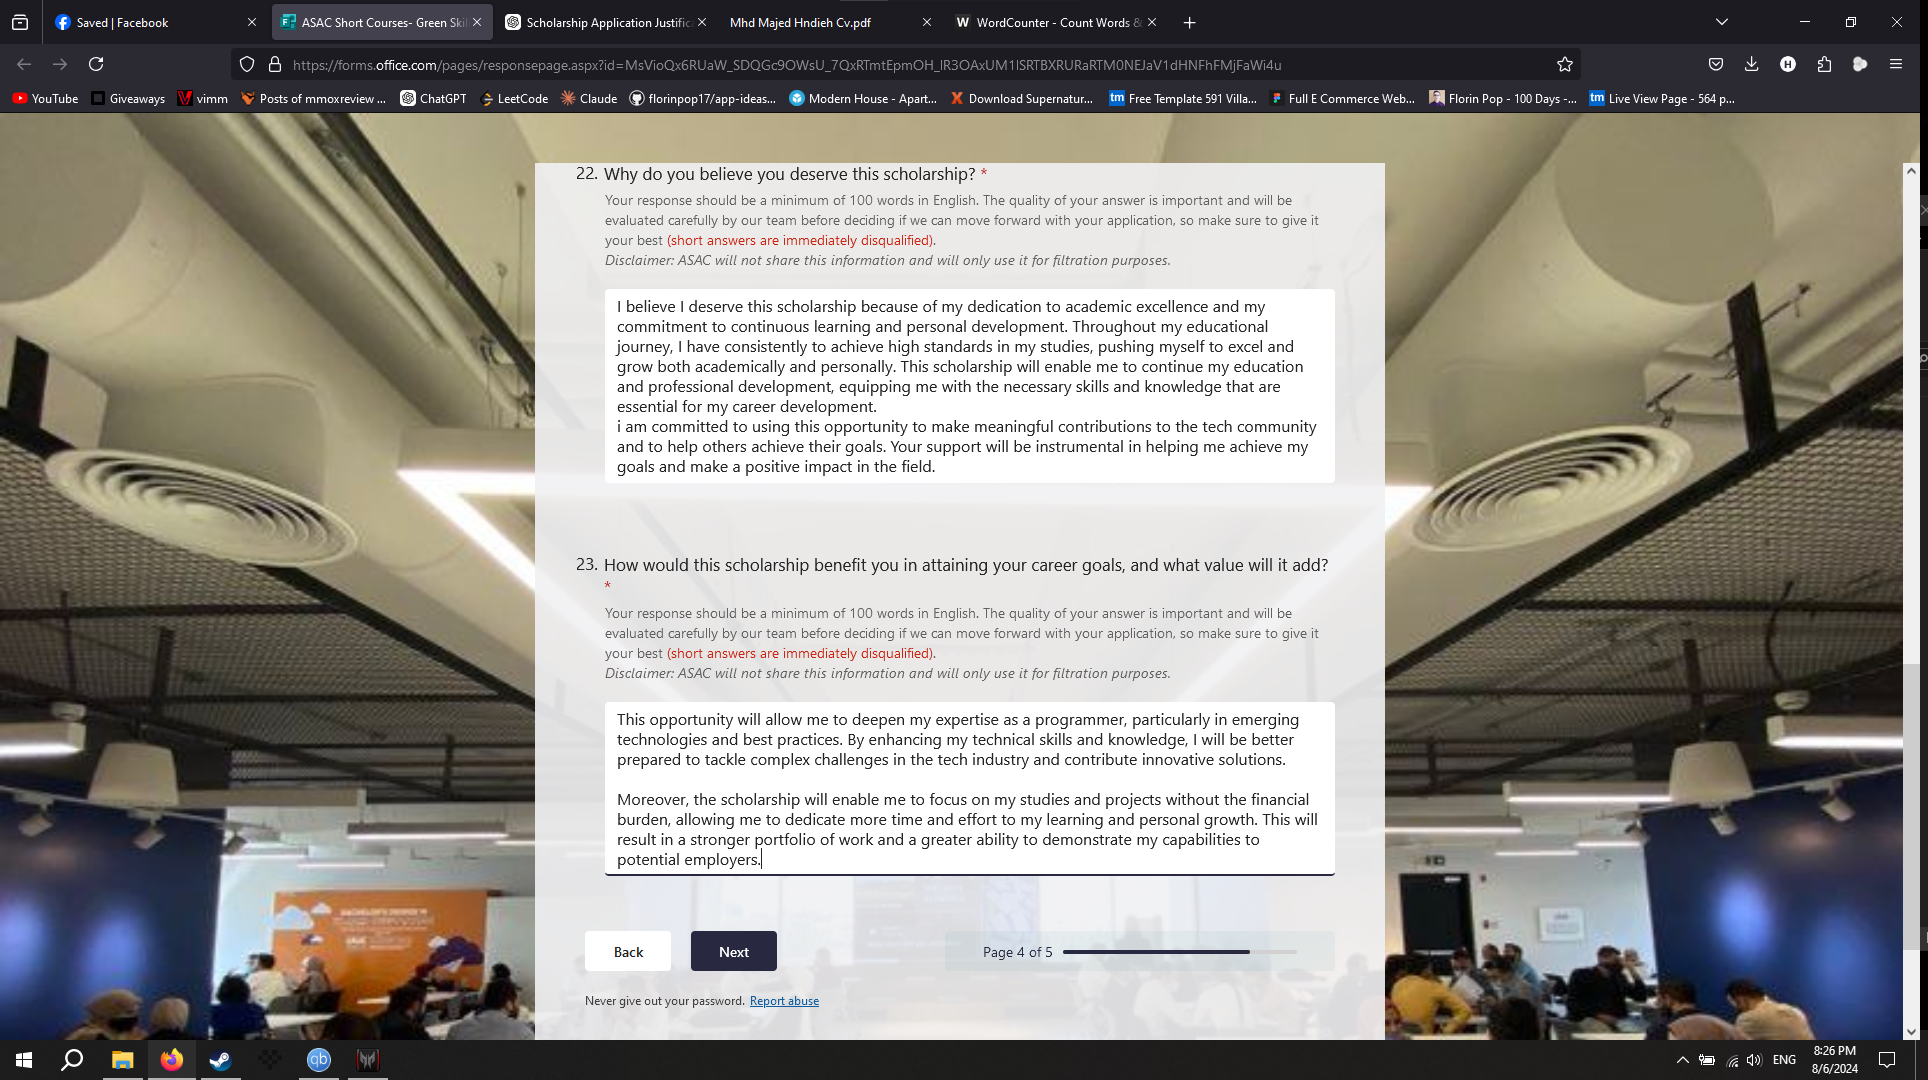 Saved | Facebook
ASAC Short Courses- Green Skil
Scholarship Application Justific
Mhd Majed Hndieh Cv.pdf
W WordCounter - Count Words &
https://forms.office.com/pages/responsepage.aspx?id=MsVioQx6RUaW_SDQGc9OWsU_7QxRTmtEpmOH_lR3OAxUM1lSRTBXRURaRTM0NEJaV1dHNFhFMjFaWi4u
YouTube
Giveaways
vimm
Posts of mmoxreview ...
ChatGPT
LeetCode
Claude
florinpop17/app-ideas...
Modern House - Apart...
Download Supernatur...
tm Free Template 591 Villa...
Full E Commerce Web...
Florin Pop - 100 Days -...
tm Live View Page - 564 p...
22. Why do you believe you deserve this scholarship? *
Your response should be a minimum of 100 words in English. The quality of your answer is important and will be
evaluated carefully by our team before deciding if we can move forward with your application, so make sure to give it
your best (short answers are immediately disqualified).
Disclaimer: ASAC will not share this information and will only use it for filtration purposes.
I believe I deserve this scholarship because of my dedication to academic excellence and my
commitment to continuous learning and personal development. Throughout my educational
journey, I have consistently to achieve high standards in my studies, pushing myself to excel and
grow both academically and personally. This scholarship will enable me to continue my education
and professional development, equipping me with the necessary skills and knowledge that are
essential for my career development.
i am committed to using this opportunity to make meaningful contributions to the tech community
and to help others achieve their goals. Your support will be instrumental in helping me achieve my
goals and make a positive impact in the field.
23. How would this scholarship benefit you in attaining your career goals, and what value will it add?
*
Your response should be a minimum of 100 words in English. The quality of your answer is important and will be
evaluated carefully by our team before deciding if we can move forward with your application, so make sure to give it
your best (short answers are immediately disqualified).
Disclaimer: ASAC will not share this information and will only use it for filtration purposes.
This opportunity will allow me to deepen my expertise as a programmer, particularly in emerging
technologies and best practices. By enhancing my technical skills and knowledge, I will be better
prepared to tackle complex challenges in the tech industry and contribute innovative solutions.
Moreover, the scholarship will enable me to focus on my studies and projects without the financial
burden, allowing me to dedicate more time and effort to my learning and personal growth. This will
result in a stronger portfolio of work and a greater ability to demonstrate my capabilities to
potential employers.
Back
Next
Page 4 of 5
Never give out your password. Report abuse
qb
ENG
8:26 PM
8/6/2024